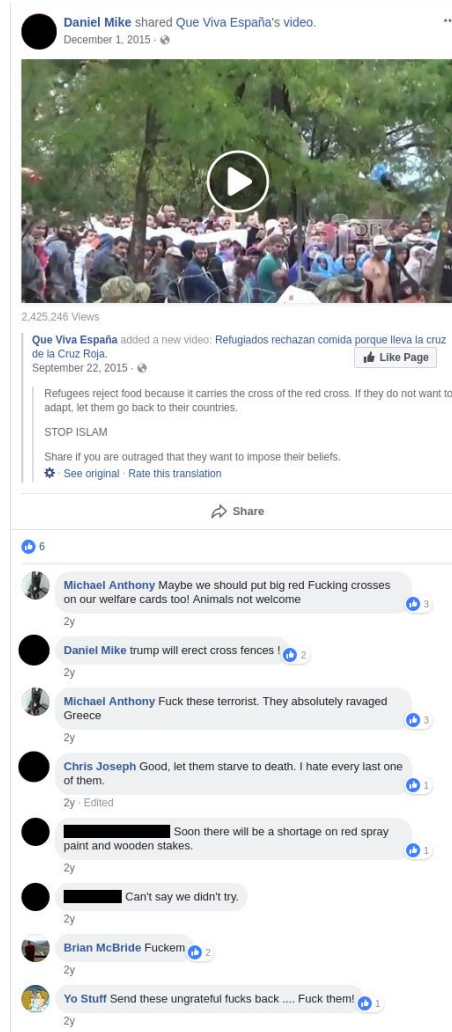 Daniel Mike shared Que Viva España's video.
December 1, 2015 ·
2,425,246 Views
Que Viva España added a new video: Refugiados rechazan comida porque lleva la cruz
de la Cruz Roja.
Like Page
September 22, 2015 ·
Refugees reject food because it carries the cross of the red cross. If they do not want to
adapt, let them go back to their countries.
STOP ISLAM
Share if you are outraged that they want to impose their beliefs.
· See original · Rate this translation
Share
6
Michael Anthony Maybe we should put big red Fucking crosses
on our welfare cards too! Animals not welcome
3
2y
Daniel Mike trump will erect cross fences !
2
2y
Michael Anthony Fuck these terrorist. They absolutely ravaged
Greece
3
2y
Chris Joseph Good, let them starve to death. I hate every last one
of them.
1
2y · Edited
Soon there will be a shortage on red spray
paint and wooden stakes.
1
2y
Can't say we didn't try.
2y
Brian McBride Fuckem
2
2y
Yo Stuff Send these ungrateful fucks back .... Fuck them!
1
2y